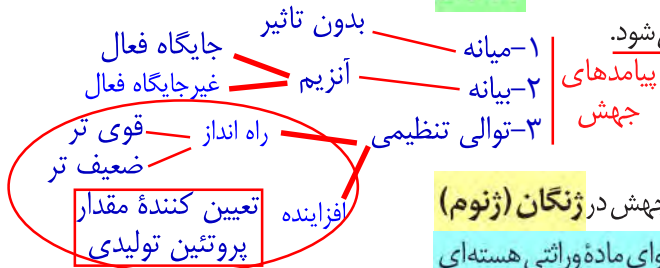 ی‌شود.
پیامدهای
جهش
۱-میانه
بدون تاثیر
۲-بیانه
آنزیم
جایگاه فعال
غیرجایگاه فعال
۳-توالی تنظیمی
راه انداز
قوی تر
ضعیف تر
افزاینده
تعیین کنندهٔ مقدار
پروتئین تولیدی
جهش در ژنگان (ژنوم)
وای مادهٔ وراثتی هسته‌ای